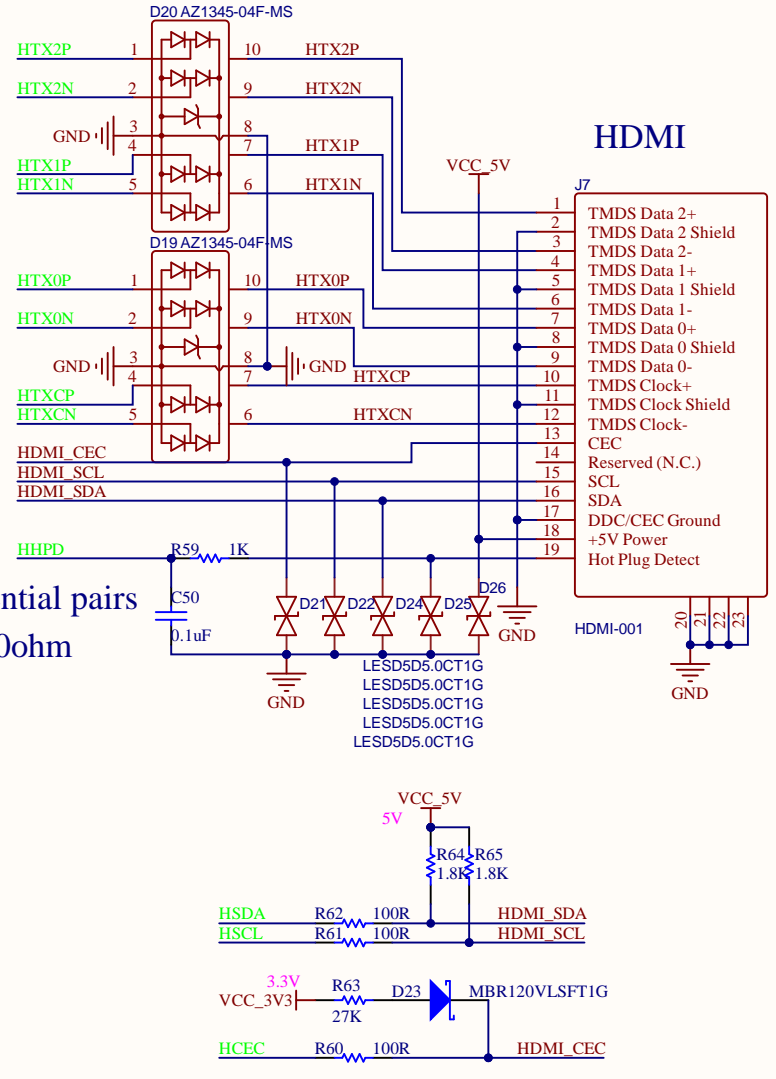 D20 AZ1345-04F-MS
HTX2P 1 10 HTX2P
HTX2N 2 9 HTX2N
GND 3 8
4 7 HTX1P
HTX1P
HTX1N 5 6 HTX1N
HDMI
VCC_5V
J7
1 TMDS Data 2+
2 TMDS Data 2 Shield
3 TMDS Data 2-
4 TMDS Data 1+
5 TMDS Data 1 Shield
6 TMDS Data 1-
7 TMDS Data 0+
8 TMDS Data 0 Shield
9 TMDS Data 0-
10 TMDS Clock+
11 TMDS Clock Shield
12 TMDS Clock-
13 CEC
14 Reserved (N.C.)
15 SCL
16 SDA
17 DDC/CEC Ground
18 +5V Power
19 Hot Plug Detect
20 21 22 23
HDMI-001
GND
D19 AZ1345-04F-MS
HTX0P 1 10 HTX0P
HTX0N 2 9 HTX0N
GND 3 8 GND
4 7 HTXCP
HTXCP
HTXCN 5 6 HTXCN
HDMI_CEC
HDMI_SCL
HDMI_SDA
HHPD R59 1K
ntial pairs
0ohm
C50
0.1uF
D21 D22 D24 D25 D26
GND
GND
LESD5D5.0CT1G
LESD5D5.0CT1G
LESD5D5.0CT1G
LESD5D5.0CT1G
LESD5D5.0CT1G
VCC_5V
5V
R64 R65
1.8K 1.8K
HSDA R62 100R HDMI_SDA
HSCL R61 100R HDMI_SCL
3.3V
VCC_3V3 R63 D23 MBR120VLSFT1G
27K
HCEC R60 100R HDMI_CEC